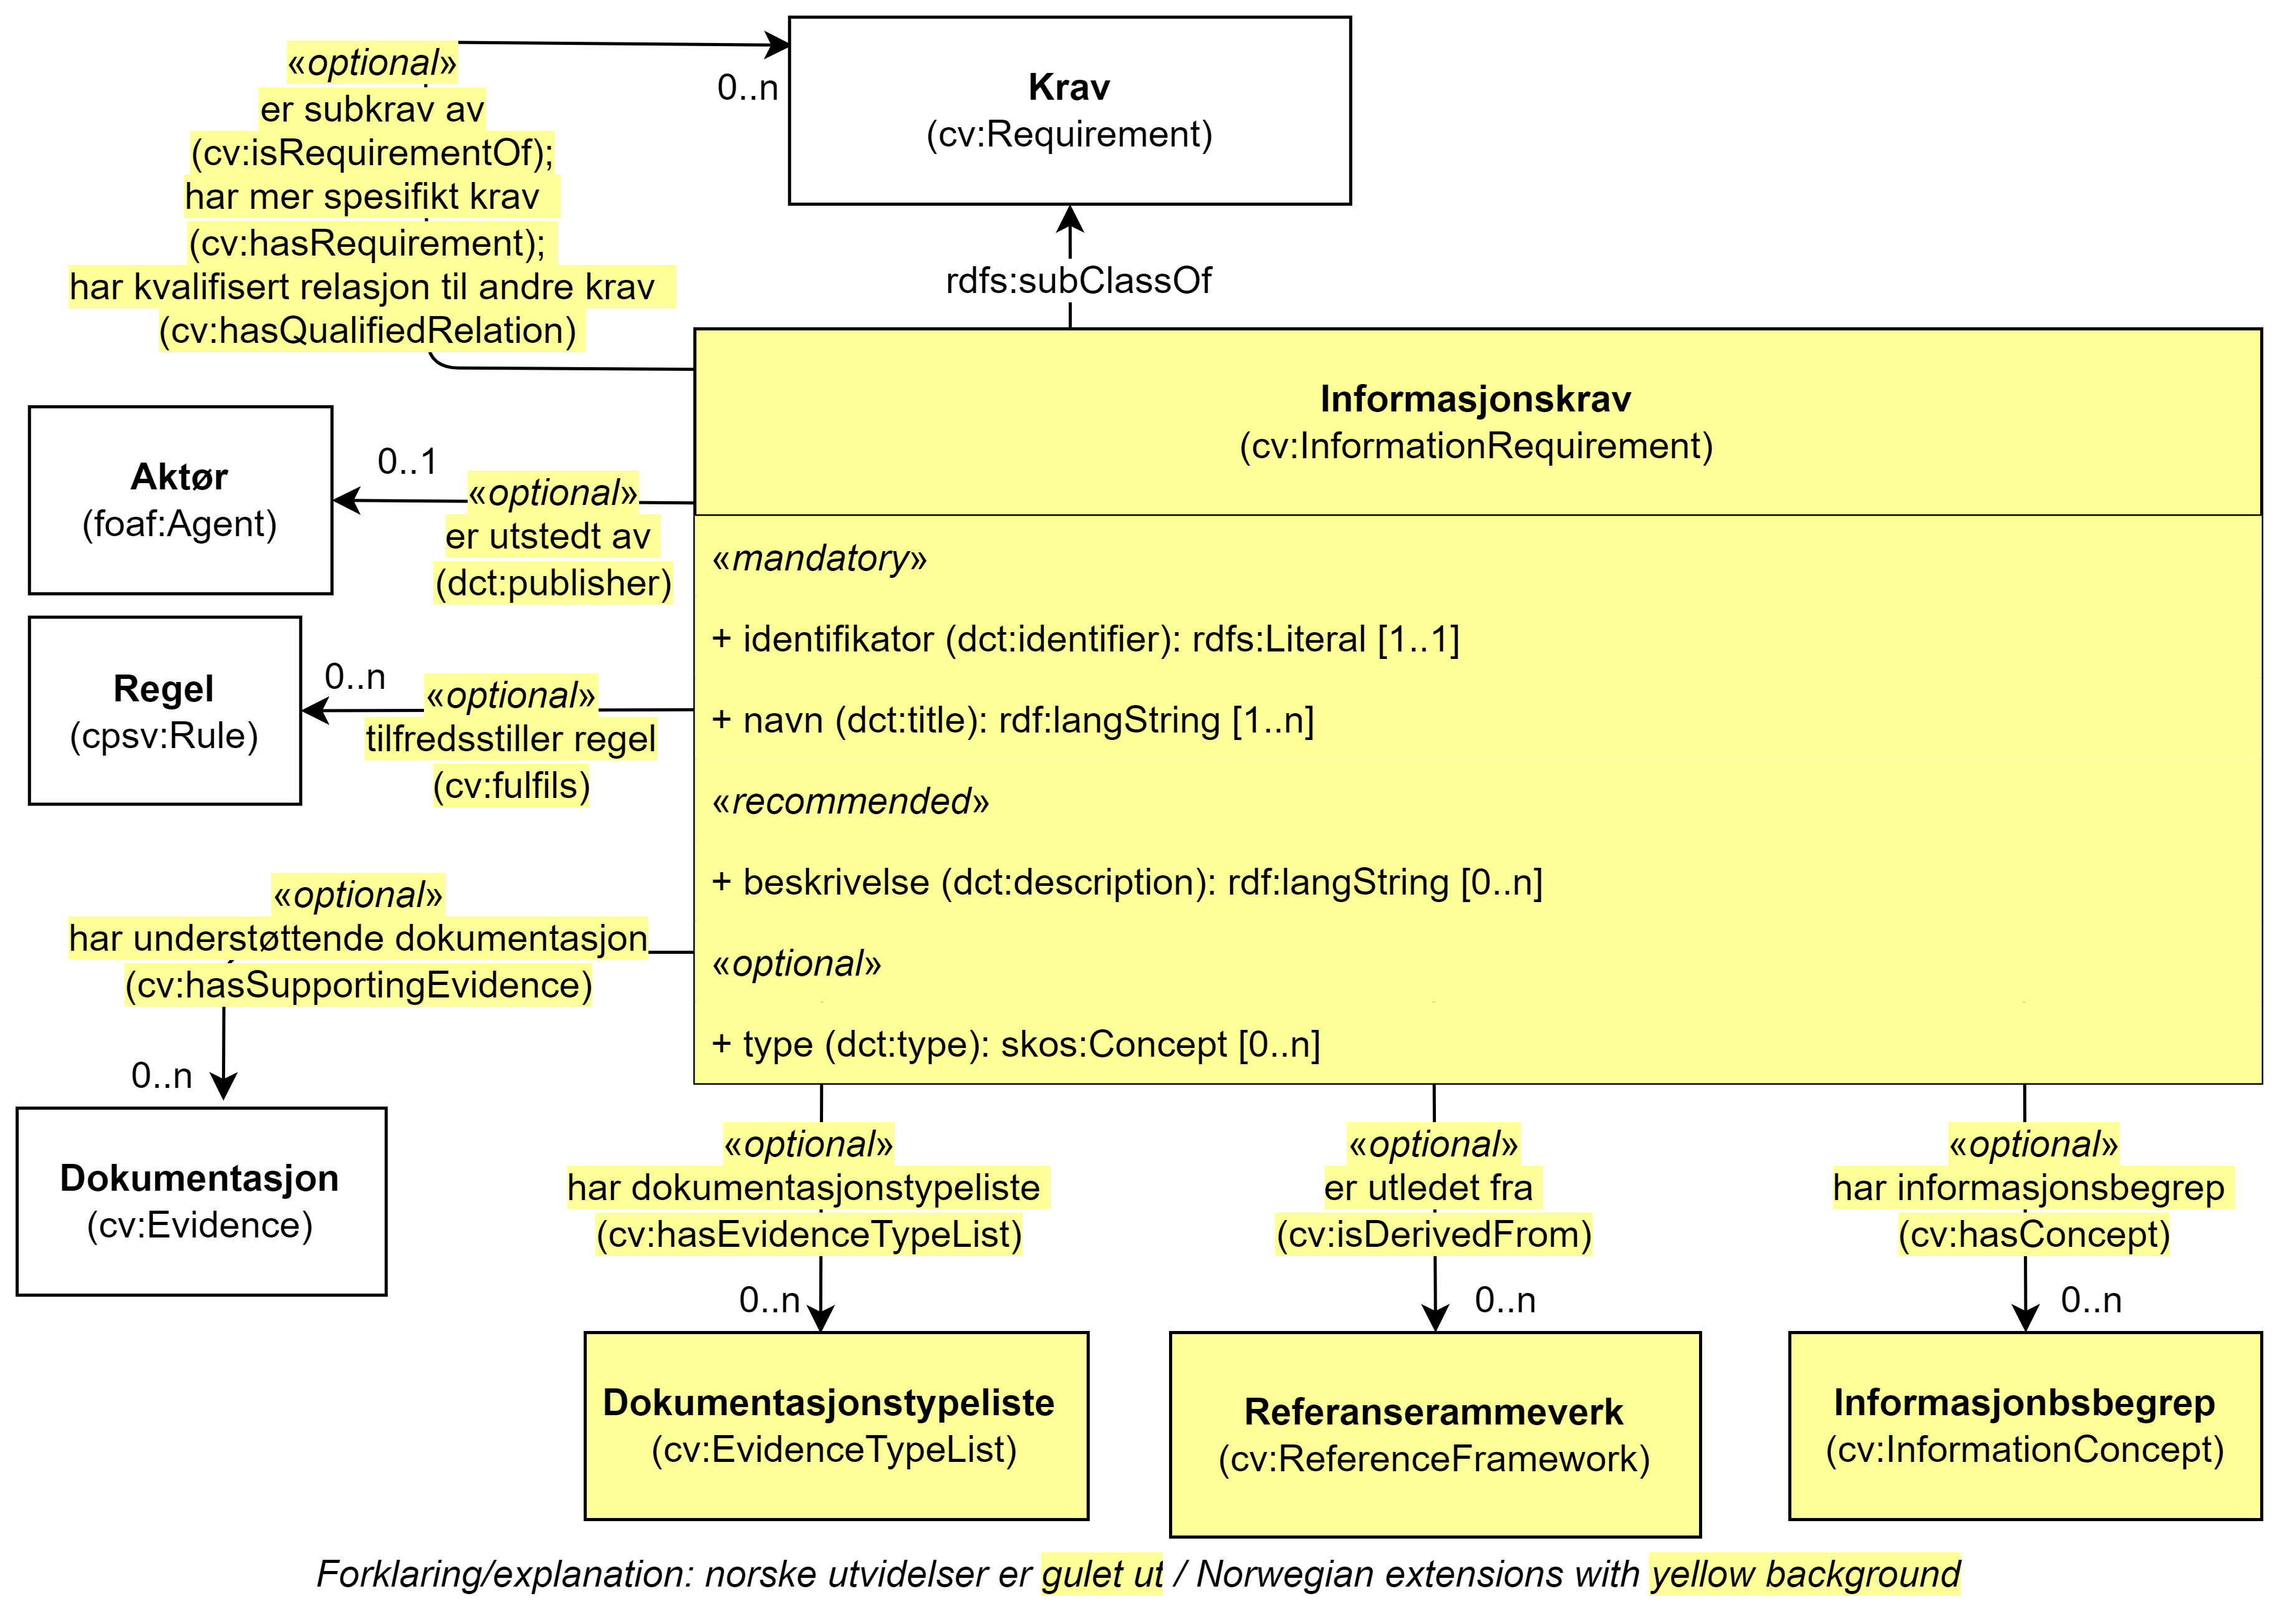 «optional»
er subkrav av
(cv:isRequirementOf);
har mer spesifikt krav
(cv:hasRequirement);
har kvalifisert relasjon til andre krav
(cv:hasQualifiedRelation)
0..n
Krav
(cv:Requirement)
rdfs:subClassOf
Informasjonskrav
(cv:InformationRequirement)
«mandatory»
+ identifikator (dct:identifier): rdfs:Literal [1..1]
+ navn (dct:title): rdf:langString [1..n]
«recommended»
+ beskrivelse (dct:description): rdf:langString [0..n]
«optional»
+ type (dct:type): skos:Concept [0..n]
Aktør
(foaf:Agent)
0..1
«optional»
er utstedt av
(dct:publisher)
Regel
(cpsv:Rule)
0..n
«optional»
tilfredsstiller regel
(cv:fulfils)
«optional»
har understøttende dokumentasjon
(cv:hasSupportingEvidence)
0..n
Dokumentasjon
(cv:Evidence)
«optional»
har dokumentasjonstypeliste
(cv:hasEvidenceTypeList)
0..n
Dokumentasjonstypeliste
(cv:EvidenceTypeList)
«optional»
er utledet fra
(cv:isDerivedFrom)
0..n
Referanserammeverk
(cv:ReferenceFramework)
«optional»
har informasjonsbegrep
(cv:hasConcept)
0..n
Informasjonbsbegrep
(cv:InformationConcept)
Forklaring/explanation: norske utvidelser er gulet ut / Norwegian extensions with yellow background